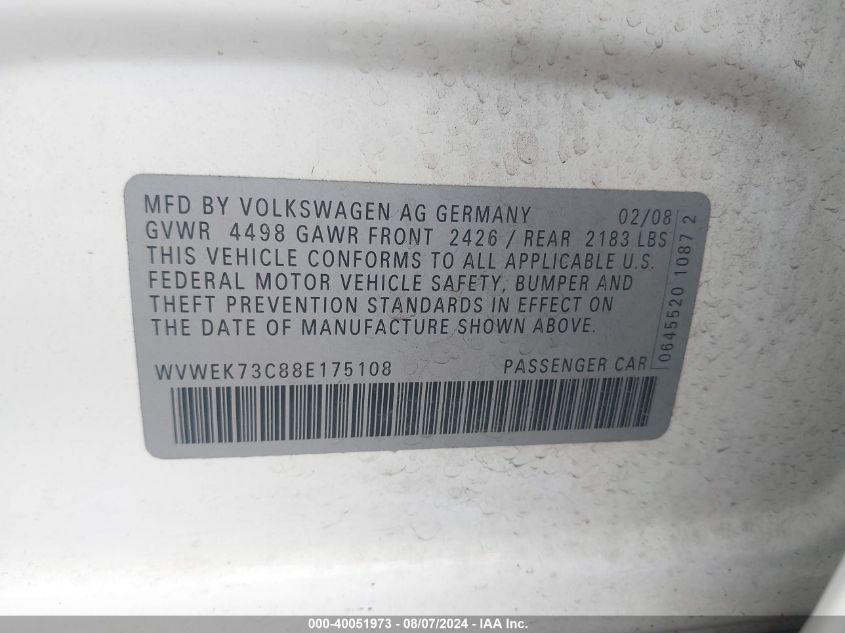 MFD BY VOLKSWAGEN AG GERMANY 02/08
GVWR 4498 GAWR FRONT 2426 / REAR 2183 LBS
THIS VEHICLE CONFORMS TO ALL APPLICABLE U.S.
FEDERAL MOTOR VEHICLE SAFETY, BUMPER AND
THEFT PREVENTION STANDARDS IN EFFECT ON
THE DATE OF MANUFACTURE SHOWN ABOVE.
WVWEK73C88E175108 PASSENGER CAR
0645520 10872
000-40051973 - 08/07/2024 - IAA Inc.